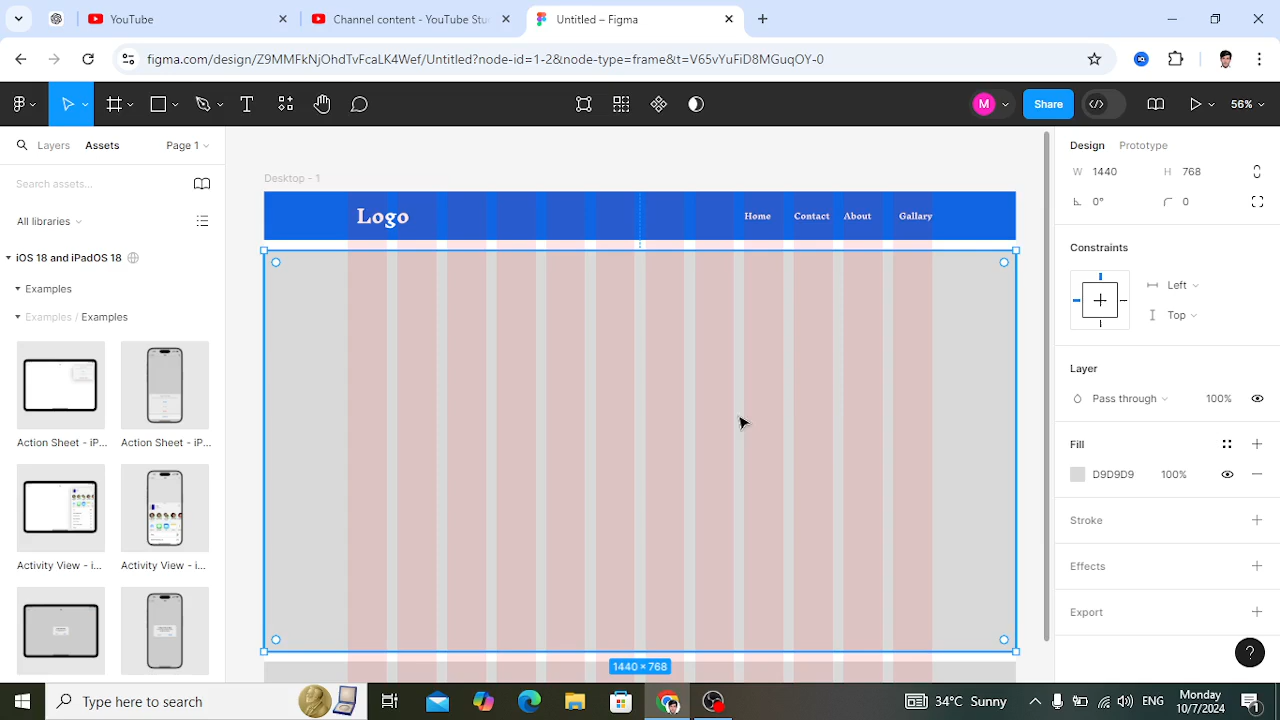 YouTube
Channel content - YouTube Stu
Untitled – Figma
figma.com/design/Z9MMFkNjOhdTvFcaLK4Wef/Untitled?node-id=1-2&node-type=frame&t=V65vYuFiD8MGuqOY-0
M
Share
56%
Layers
Assets
Page 1
Search assets...
All libraries
iOS 18 and iPadOS 18
Examples
Examples / Examples
Action Sheet - iP...
Action Sheet - iP...
Activity View - i...
Activity View - i...
Desktop - 1
Logo
Home
Contact
About
Gallary
1440 × 768
Design
Prototype
W 1440
H 768
0°
0
Constraints
Left
Top
Layer
Pass through
100%
Fill
D9D9D9
100%
Stroke
Effects
Export
?
Type here to search
34°C Sunny
ENG
Monday
10/7/2024
1